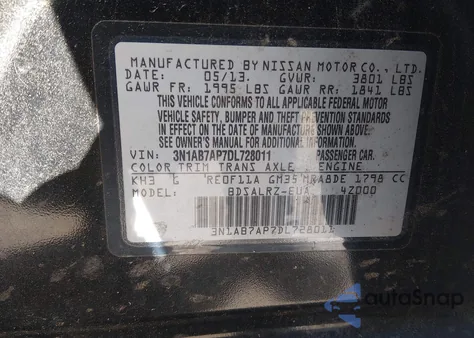 MANUFACTURED BY NISSAN MOTOR CO., LTD.
DATE: 05/13. GVWR: 3801 LBS
GAWR FR: 1995 LBS GAWR RR: 1841 LBS
THIS VEHICLE CONFORMS TO ALL APPLICABLE FEDERAL MOTOR
VEHICLE SAFETY, BUMPER AND THEFT PREVENTION
STANDARDS IN EFFECT ON THE DATE OF MFR. SHOWN ABOVE.
SEE OWNER'S MANUAL FOR ADDITIONAL INFORMATION
VIN: 3N1AB7AP7DL728011 PASSENGER CAR.
COLOR TRIM TRANS AXLE ENGINE
KH3 G RE0F11A GM35 MRA8DE 1798 CC
MODEL: BDSALRZ-EUA 4Z000
3N1AB7AP7DL728011
autoSnap